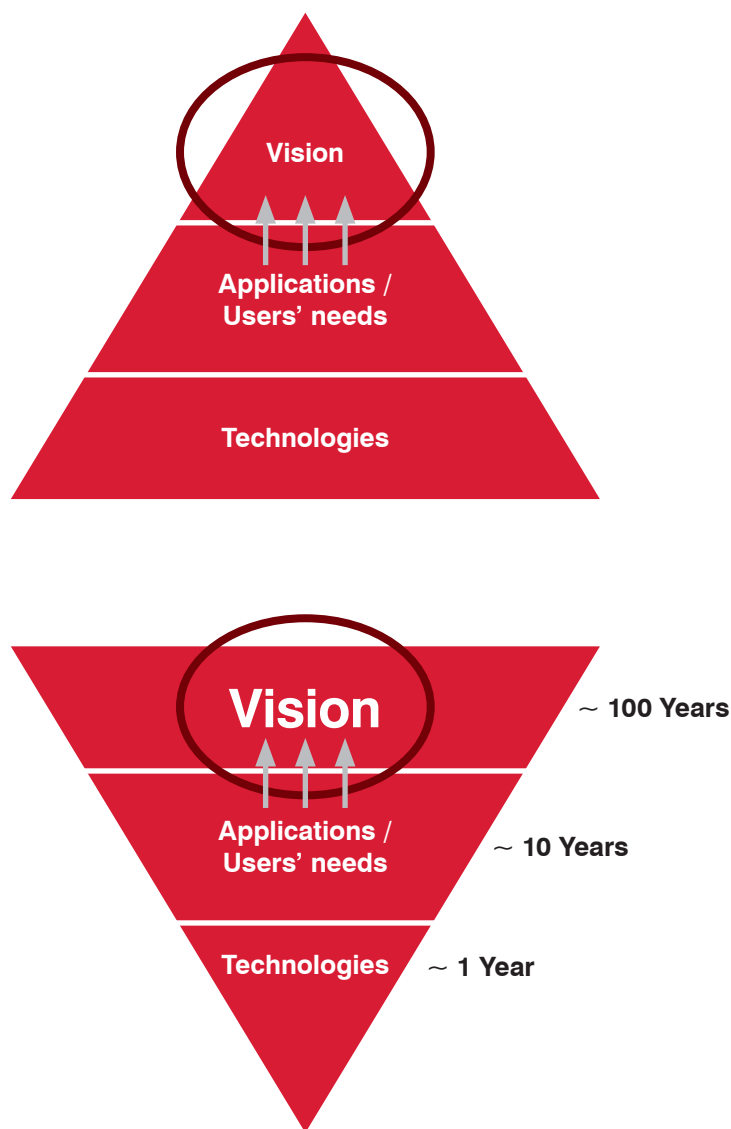 Vision
Applications /
Users’ needs
Technologies
Vision
~ 100 Years
Applications /
Users’ needs
~ 10 Years
Technologies
~ 1 Year